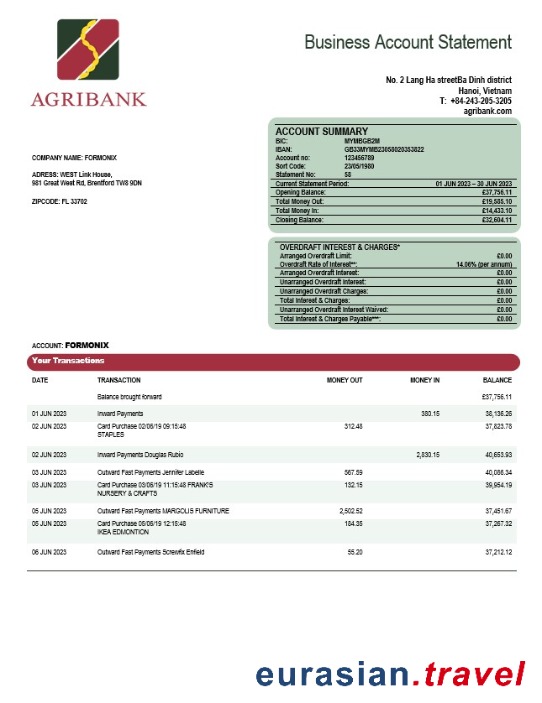 Business Account Statement
AGRIBANK
No. 2 Lang Ha streetBa Dinh district
Hanoi, Vietnam
T: +84-243-205-3205
agribank.com
ACCOUNT SUMMARY
BIC: MYMBGB2M
IBAN: GB33MYMB23058020353822
Account no: 123456789
Sort Code: 23/05/1980
Statement No: 58
Current Statement Period: 01 JUN 2023 – 30 JUN 2023
Opening Balance: £37,756.11
Total Money Out: £19,585.10
Total Money In: £14,433.10
Closing Balance: £32,604.11
COMPANY NAME: FORMONIX
ADRESS: WEST Link House,
981 Great West Rd, Brentford TW8 9DN
ZIPCODE: FL 33702
OVERDRAFT INTEREST & CHARGES*
Arranged Overdraft Limit: £0.00
Overdraft Rate of Interest**: 14.06% (per annum)
Arranged Overdraft Interest: £0.00
Unarranged Overdraft Interest: £0.00
Unarranged Overdraft Charges: £0.00
Total Interest & Charges: £0.00
Unarranged Overdraft Interest Waived: £0.00
Total Interest & Charges Payable***: £0.00
ACCOUNT: FORMONIX
Your Transactions
DATE TRANSACTION MONEY OUT MONEY IN BALANCE
Balance brought forward £37,756.11
01 JUN 2023 Inward Payments 380.15 38,136.26
02 JUN 2023 Card Purchase 02/06/19 09:15:48 312.48 37,823.78
STAPLES
02 JUN 2023 Inward Payments Douglas Rubio 2,830.15 40,653.93
03 JUN 2023 Outward Fast Payments Jennifer Labelle 567.59 40,086.34
03 JUN 2023 Card Purchase 03/06/19 11:15:48 FRANK'S 132.15 39,954.19
NURSERY & CRAFTS
05 JUN 2023 Outward Fast Payments MARGOLIS FURNITURE 2,502.52 37,451.67
05 JUN 2023 Card Purchase 05/06/19 12:15:48 184.35 37,267.32
IKEA EDMONTION
06 JUN 2023 Outward Fast Payments Screwfix Enfield 55.20 37,212.12
eurasian.travel